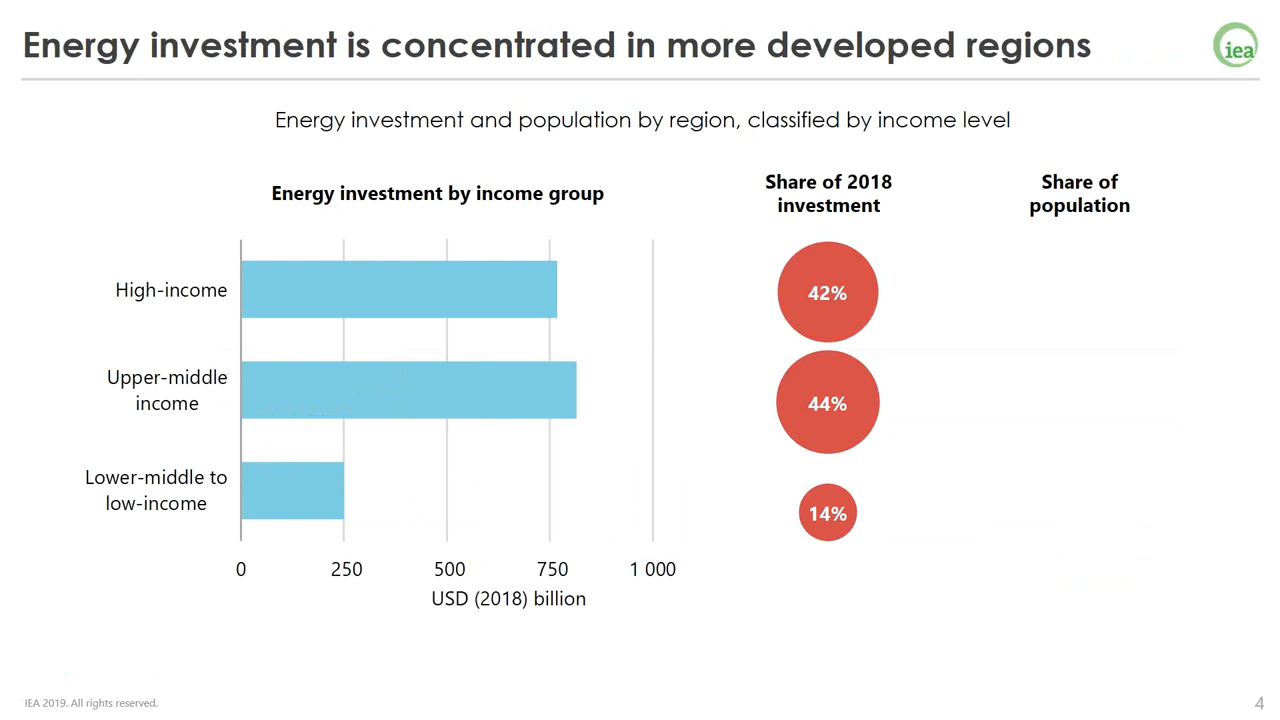 Energy investment is concentrated in more developed regions
iea
Energy investment and population by region, classified by income level
Energy investment by income group
Share of 2018
investment
Share of
population
High-income
42%
Upper-middle
income
44%
Lower-middle to
low-income
14%
0
250
500
750
1 000
USD (2018) billion
IEA 2019. All rights reserved.
4